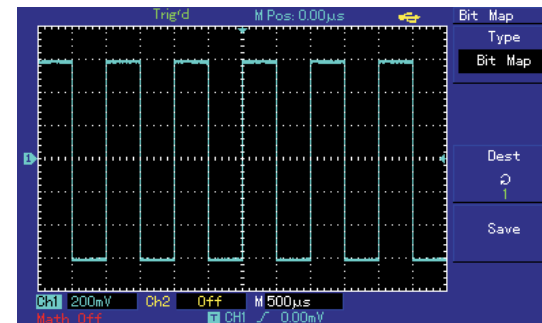 Trig'd M Pos: 0.00μs Bit Map
Type
Bit Map
1
Dest
1
Save
Ch1 200mV Ch2 Off M 500μs
Math Off T CH1 0.00mV